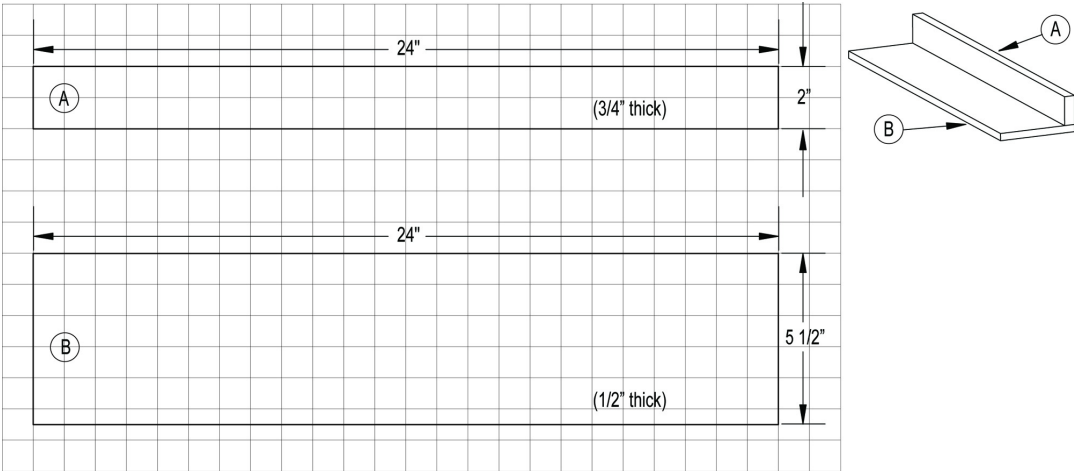 24"
A
A
(3/4” thick)
2”
B
24"
B
5 1/2”
(1/2” thick)